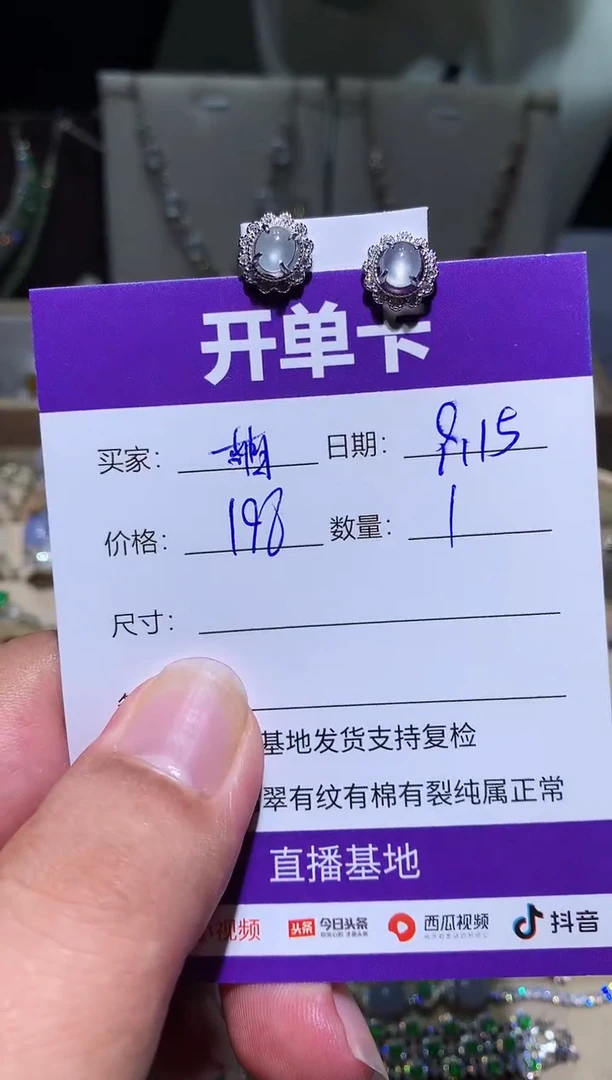 开单卡
买家： 日期：9.15
价格：198 数量：1
尺寸：
基地发货支持复检
翠有纹有棉有裂纯属正常
直播基地
视频 头条 今日头条 西瓜视频 抖音